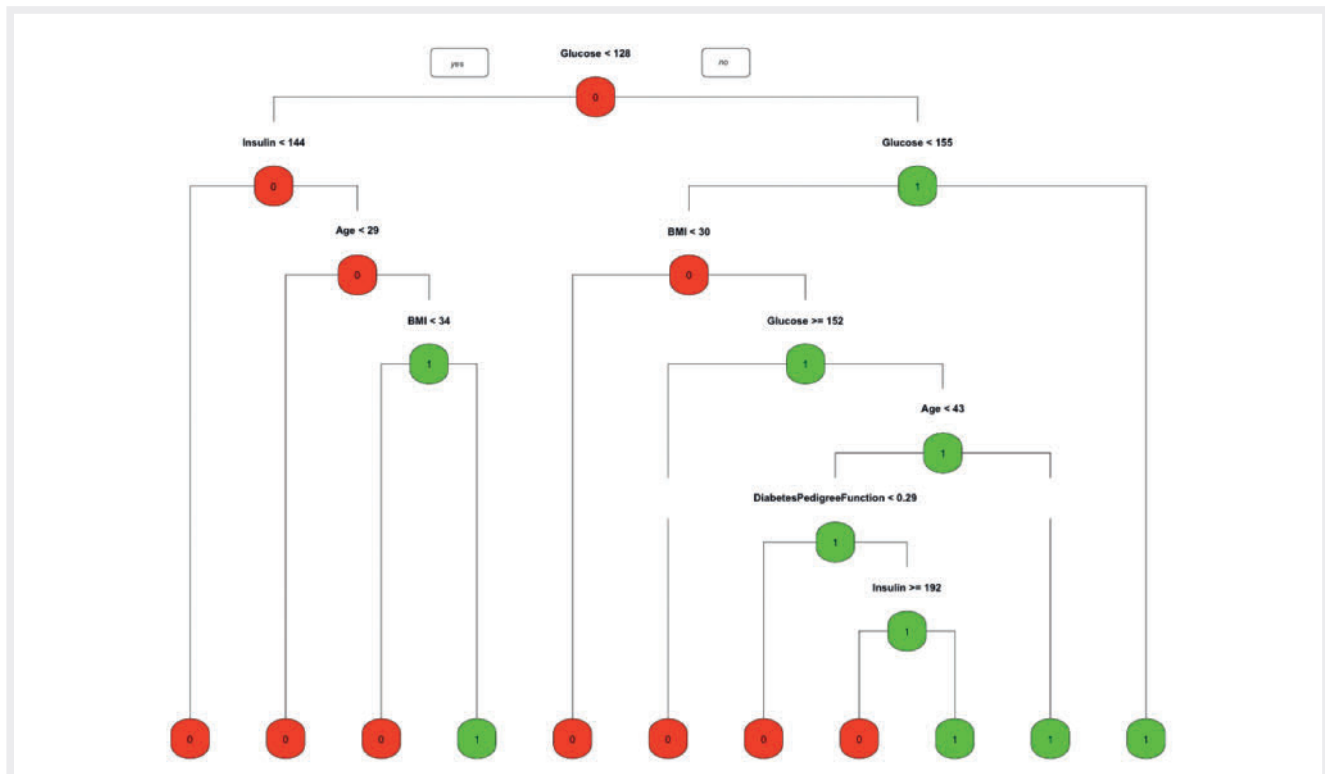 Glucose < 128
yes
no
0
Insulin < 144
Glucose < 155
0
1
Age < 29
BMI < 30
0
0
BMI < 34
Glucose >= 152
1
1
Age < 43
1
DiabetesPedigreeFunction < 0.29
1
Insulin >= 192
1
0 0 0 1 0 0 0 0 1 1 1